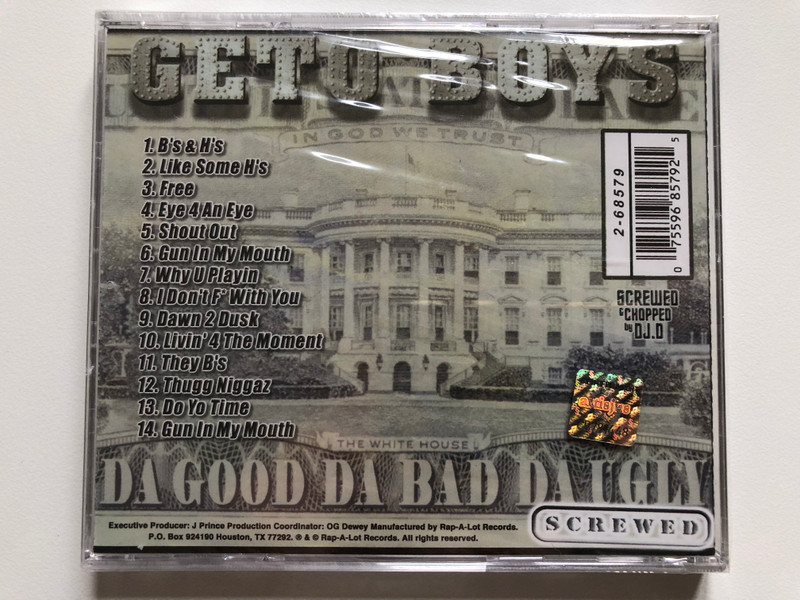 GETO BOYS
IN GOD WE TRUST
1. B's & H's
2. Like Some H's
3. Free
4. Eye 4 An Eye
5. Shout Out
6. Gun In My Mouth
7. Why U Playin
8. I Don't F* With You
9. Dawn 2 Dusk
10. Livin' 4 The Moment
11. They B's
12. Thugg Niggaz
13. Do Yo Time
14. Gun In My Mouth
2-68579
0 75596 85792 5
SCREWED
& CHOPPED
by D.J.D
THE WHITE HOUSE
DA GOOD DA BAD DA UGLY
SCREWED
Executive Producer: J Prince Production Coordinator: OG Dewey Manufactured by Rap-A-Lot Records.
P.O. Box 924190 Houston, TX 77292. ® & © Rap-A-Lot Records. All rights reserved.